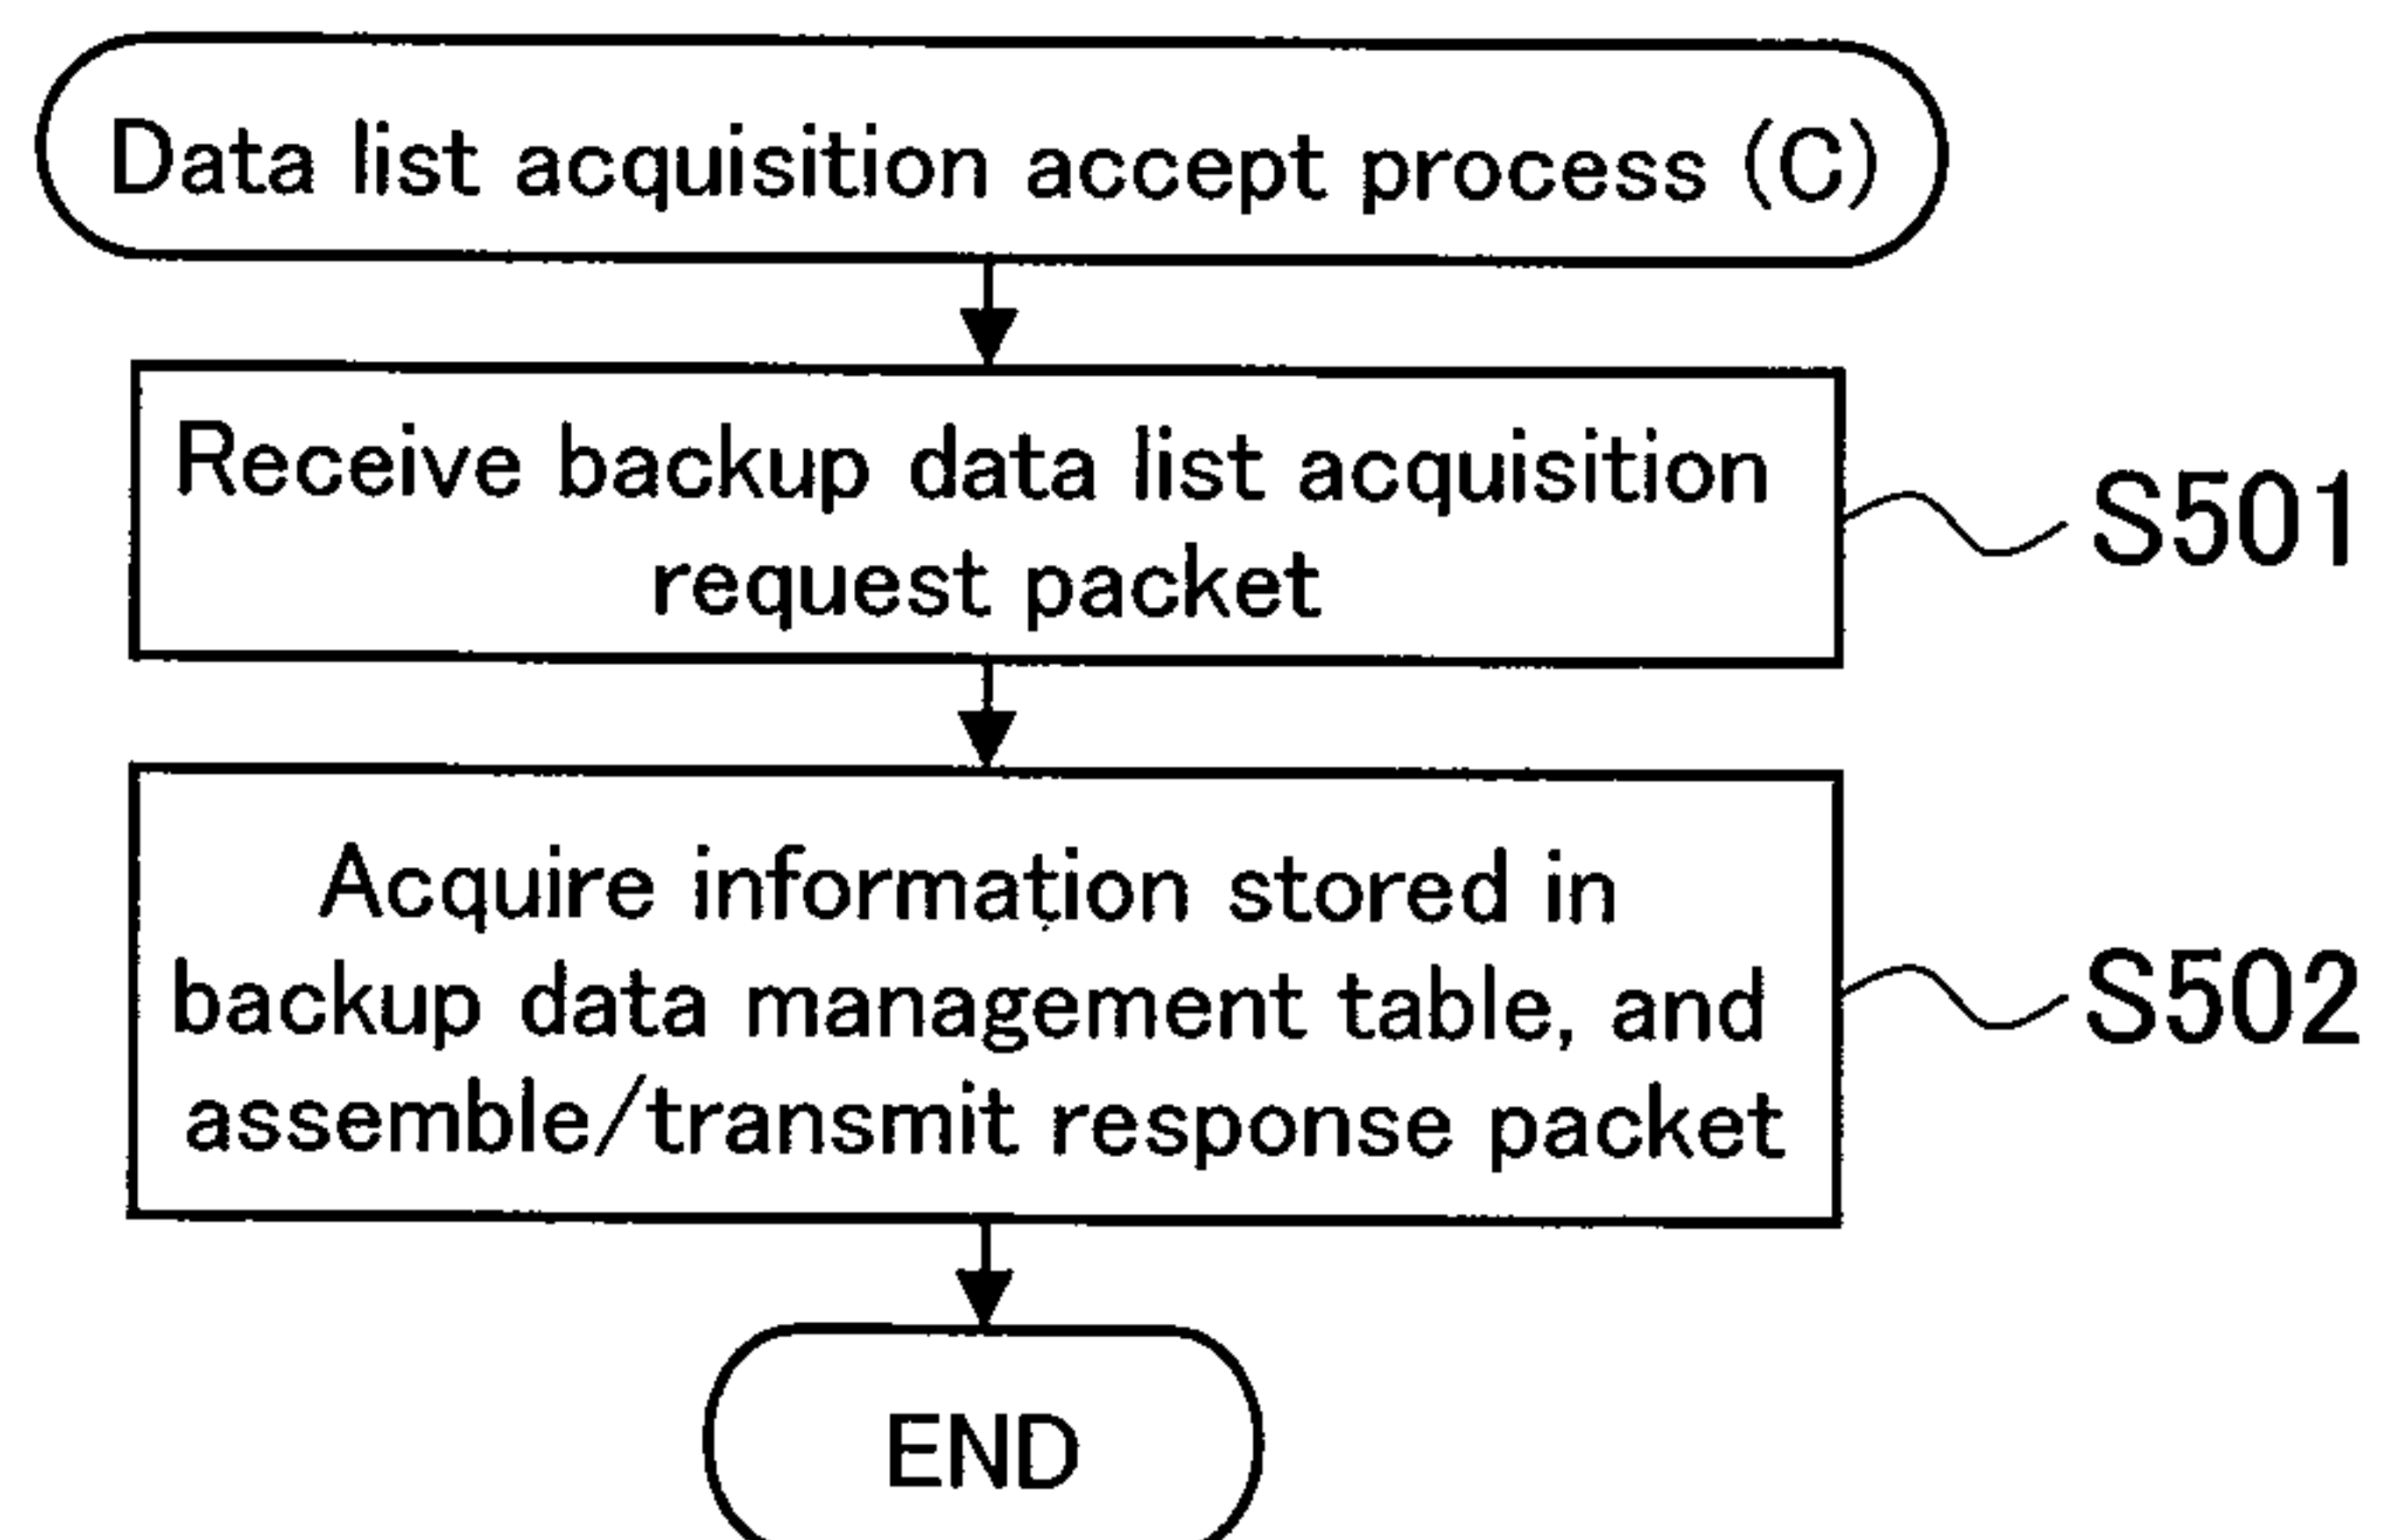 Data list acquisition accept process (C)
Receive backup data list acquisition
request packet
S501
Acquire information stored in
backup data management table, and
assemble/transmit response packet
S502
END